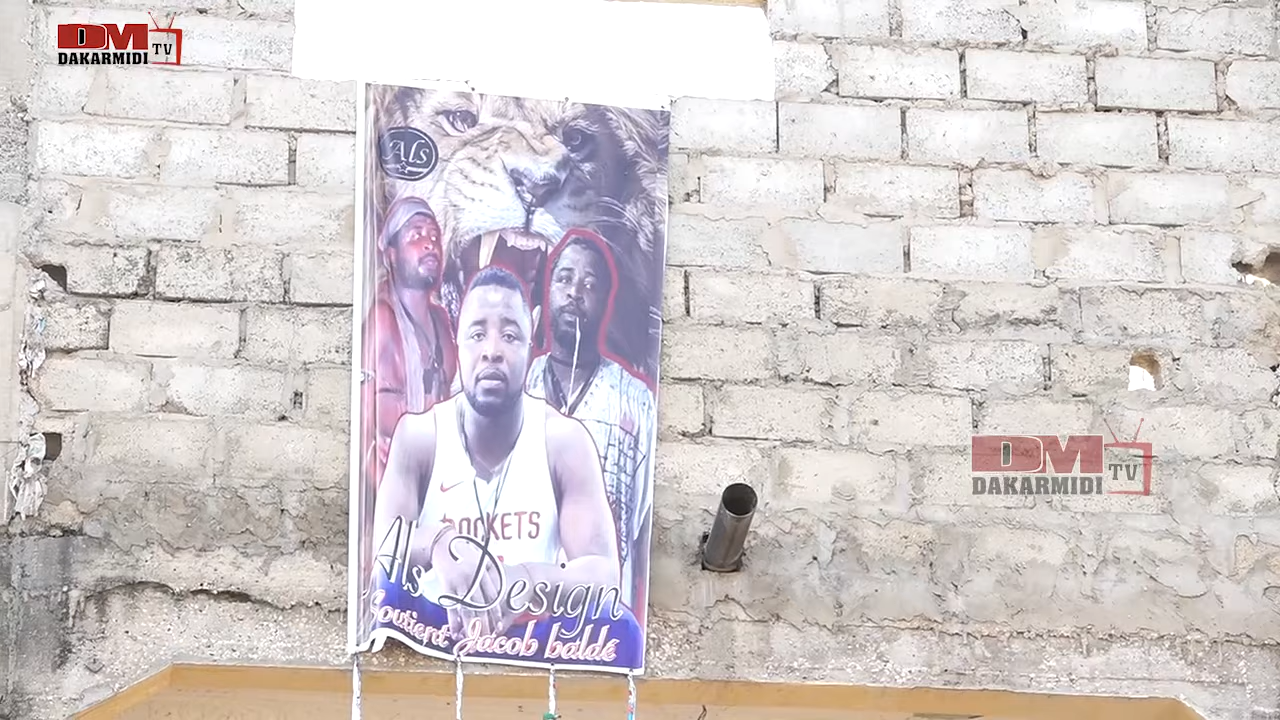 DM TV
DAKARMIDI
Als
ROCKETS
Als Design
Soutient Jacob baldé
DM TV
DAKARMIDI